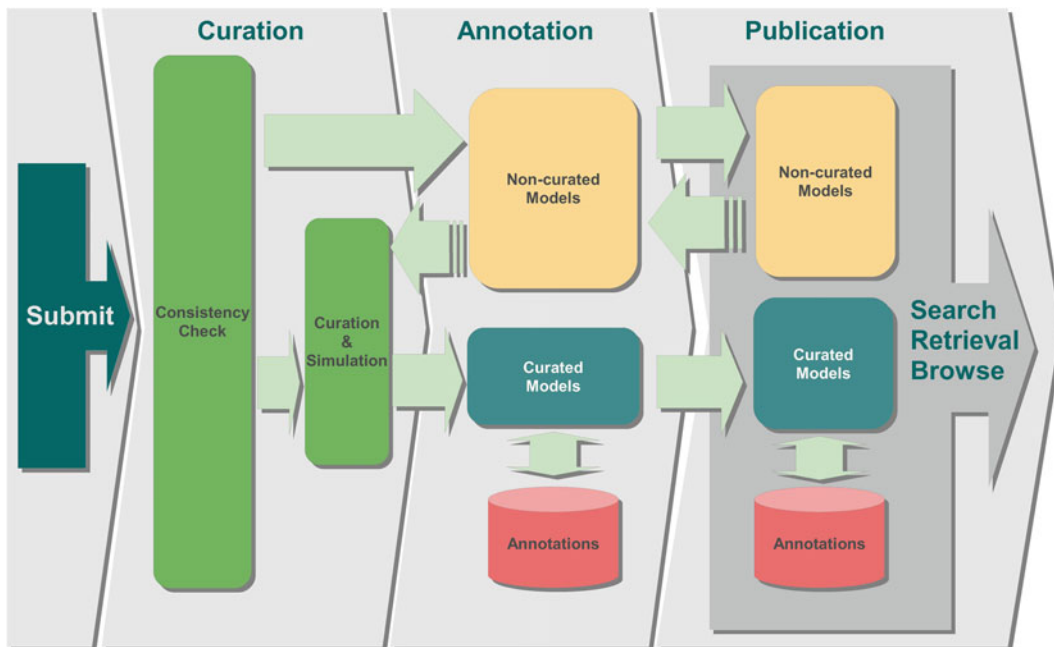 Curation
Annotation
Publication
Submit
Consistency
Check
Curation
&
Simulation
Non-curated
Models
Curated
Models
Annotations
Non-curated
Models
Curated
Models
Annotations
Search
Retrieval
Browse